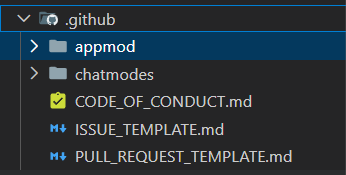 .github
appmod
chatmodes
CODE_OF_CONDUCT.md
ISSUE_TEMPLATE.md
PULL_REQUEST_TEMPLATE.md